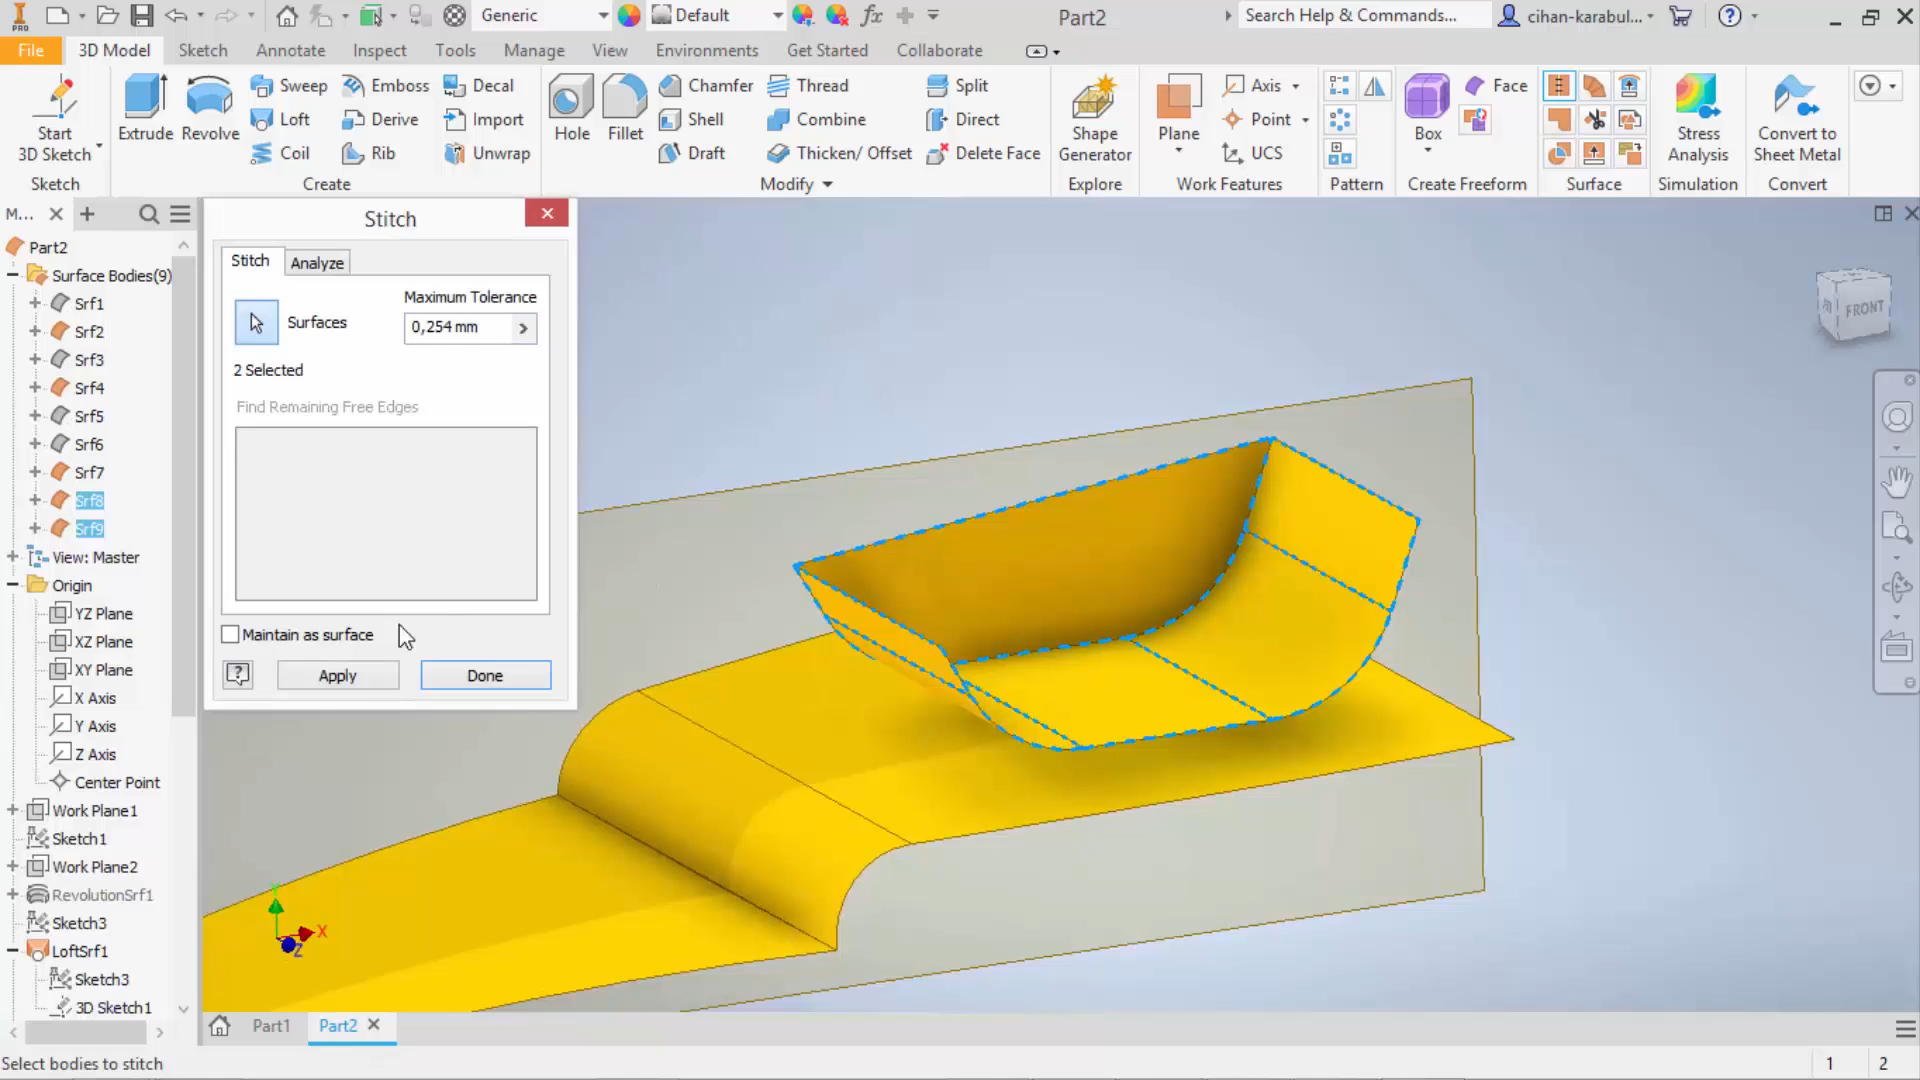 PRO
Generic
Default
fx
Part2
Search Help & Commands...
cihan-karabul...
File
3D Model
Sketch
Annotate
Inspect
Tools
Manage
View
Environments
Get Started
Collaborate
Start
3D Sketch
Sketch
Extrude
Revolve
Sweep
Loft
Coil
Emboss
Derive
Rib
Decal
Import
Unwrap
Create
Hole
Fillet
Chamfer
Shell
Draft
Thread
Combine
Thicken/ Offset
Split
Direct
Delete Face
Modify
Shape
Generator
Explore
Plane
Axis
Point
UCS
Work Features
Pattern
Box
Face
Create Freeform
Surface
Stress
Analysis
Simulation
Convert to
Sheet Metal
Convert
M...
Part2
Surface Bodies(9)
Srf1
Srf2
Srf3
Srf4
Srf5
Srf6
Srf7
Srf8
Srf9
View: Master
Origin
YZ Plane
XZ Plane
XY Plane
X Axis
Y Axis
Z Axis
Center Point
Work Plane1
Sketch1
Work Plane2
RevolutionSrf1
Sketch3
LoftSrf1
Sketch3
3D Sketch1
Stitch
Stitch
Analyze
Maximum Tolerance
Surfaces
0,254 mm
2 Selected
Find Remaining Free Edges
Maintain as surface
Apply
Done
FRONT
Y
X
Z
Part1
Part2
Select bodies to stitch
1
2